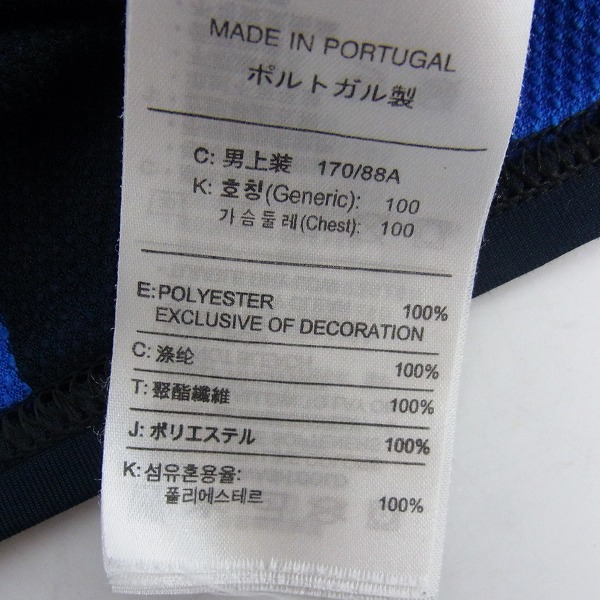 MADE IN PORTUGAL
ポルトガル製
C: 男上装 170/88A
K: 호칭(Generic): 100
가슴둘레(Chest): 100
E:POLYESTER 100%
EXCLUSIVE OF DECORATION
C: 涤纶 100%
T: 聚酯纖維 100%
J: ポリエステル 100%
K:섬유혼용율:
폴리에스테르 100%